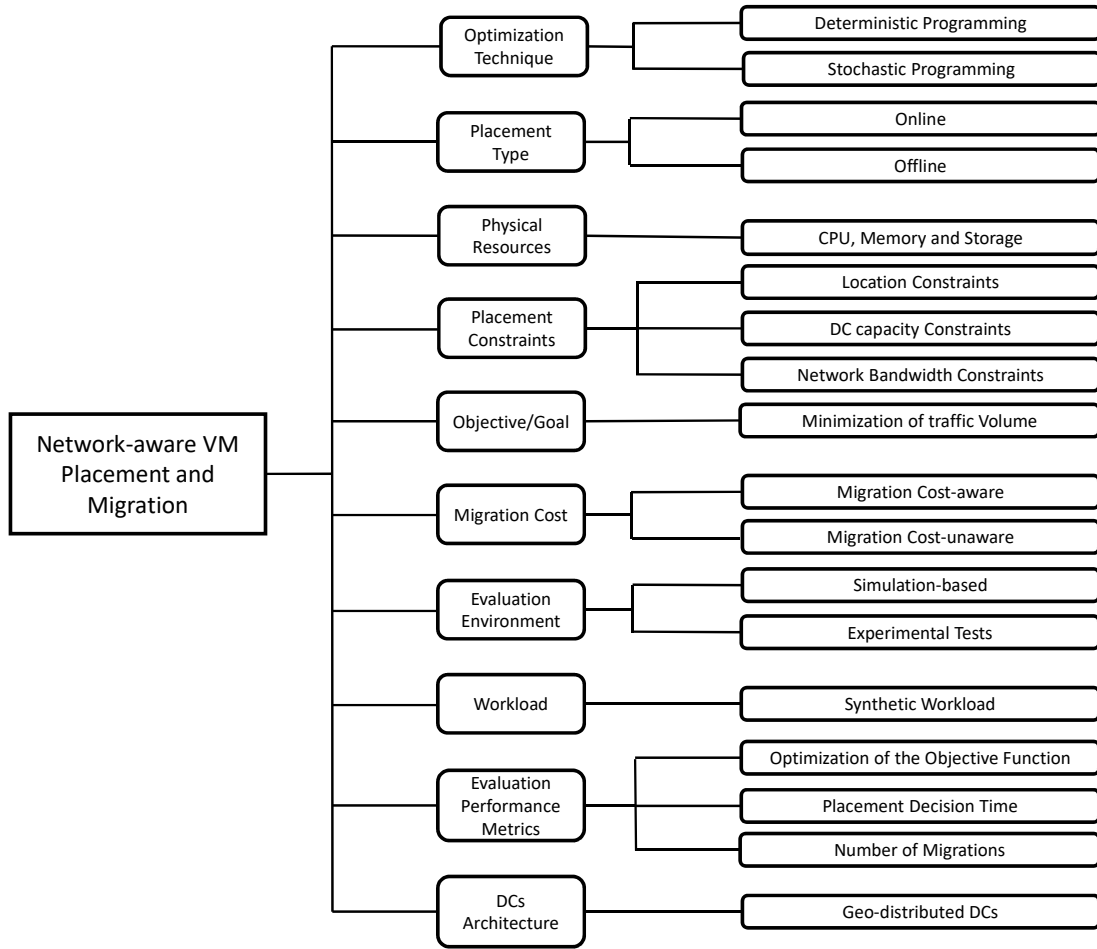 Network-aware VM
Placement and
Migration
Optimization
Technique
Deterministic Programming
Stochastic Programming
Placement
Type
Online
Offline
Physical
Resources
CPU, Memory and Storage
Placement
Constraints
Location Constraints
DC capacity Constraints
Network Bandwidth Constraints
Objective/Goal
Minimization of traffic Volume
Migration Cost
Migration Cost-aware
Migration Cost-unaware
Evaluation
Environment
Simulation-based
Experimental Tests
Workload
Synthetic Workload
Evaluation
Performance
Metrics
Optimization of the Objective Function
Placement Decision Time
Number of Migrations
DCs
Architecture
Geo-distributed DCs